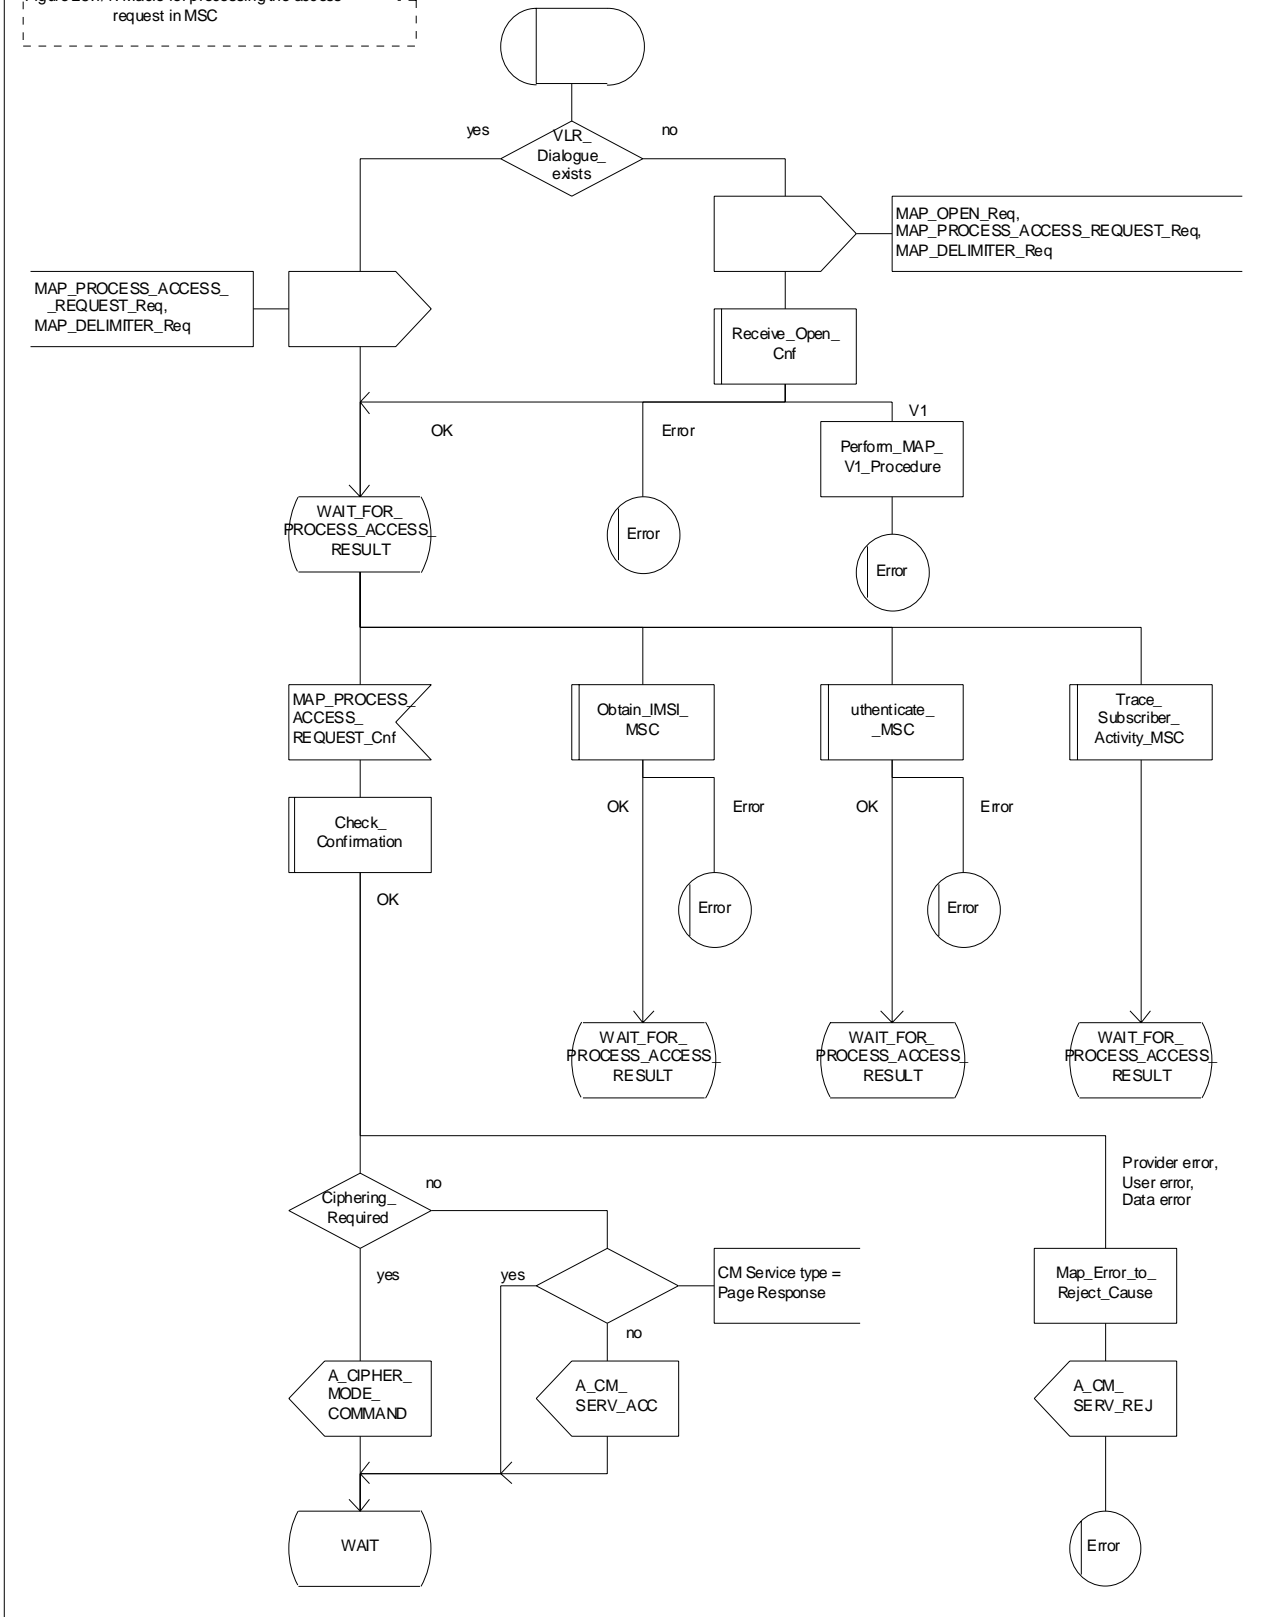 request in MSC
yes
no
VLR_
Dialogue_
exists
MAP_OPEN_Req,
MAP_PROCESS_ACCESS_REQUEST_Req,
MAP_DELIMITER_Req
MAP_PROCESS_ACCESS_
_REQUEST_Req,
MAP_DELIMITER_Req
Receive_Open_
Cnf
OK
Error
V1
Perform_MAP_
V1_Procedure
WAIT_FOR_
PROCESS_ACCESS_
RESULT
Error
Error
MAP_PROCESS_
ACCESS_
REQUEST_Cnf
Obtain_IMSI_
MSC
uthenticate_
_MSC
Trace_
Subscriber_
Activity_MSC
OK
Error
OK
Error
Check_
Confirmation
OK
Error
Error
WAIT_FOR_
PROCESS_ACCESS_
RESULT
WAIT_FOR_
PROCESS_ACCESS_
RESULT
WAIT_FOR_
PROCESS_ACCESS_
RESULT
Provider error,
User error,
Data error
Ciphering_
Required
no
yes
yes
CM Service type =
Page Response
no
Map_Error_to_
Reject_Cause
A_CIPHER_
MODE_
COMMAND
A_CM_
SERV_ACC
A_CM_
SERV_REJ
WAIT
Error